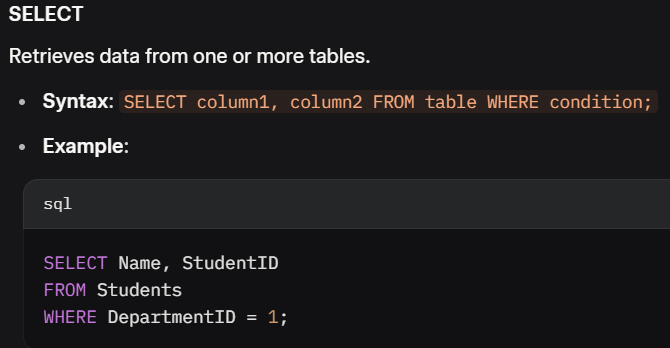 SELECT
Retrieves data from one or more tables.
• Syntax: SELECT column1, column2 FROM table WHERE condition;
• Example:
sql
SELECT Name, StudentID
FROM Students
WHERE DepartmentID = 1;